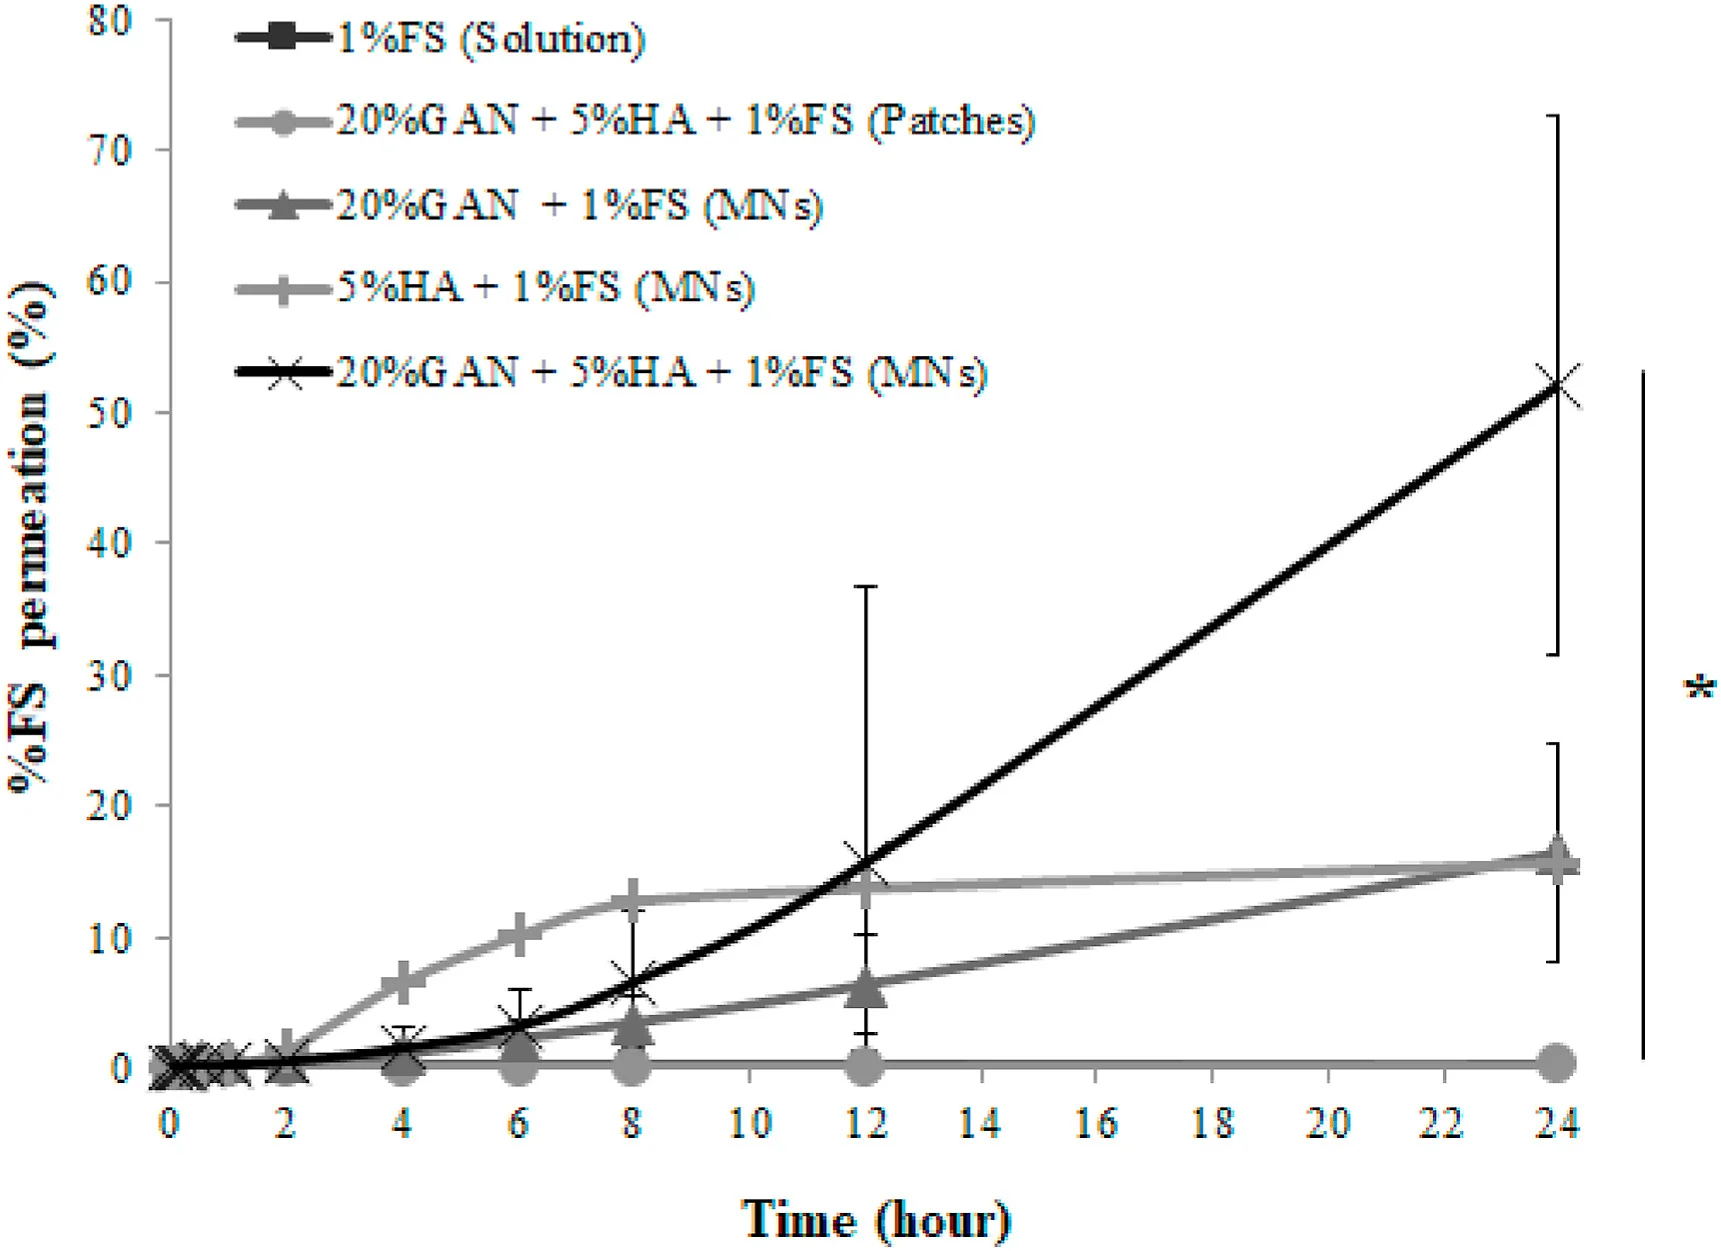 80
70
60
50
40
30
20
10
0
%FS permeation (%)
1%FS (Solution)
20%GAN + 5%HA + 1%FS (Patches)
20%GAN + 1%FS (MNs)
5%HA + 1%FS (MNs)
20%GAN + 5%HA + 1%FS (MNs)
*
0 2 4 6 8 10 12 14 16 18 20 22 24
Time (hour)